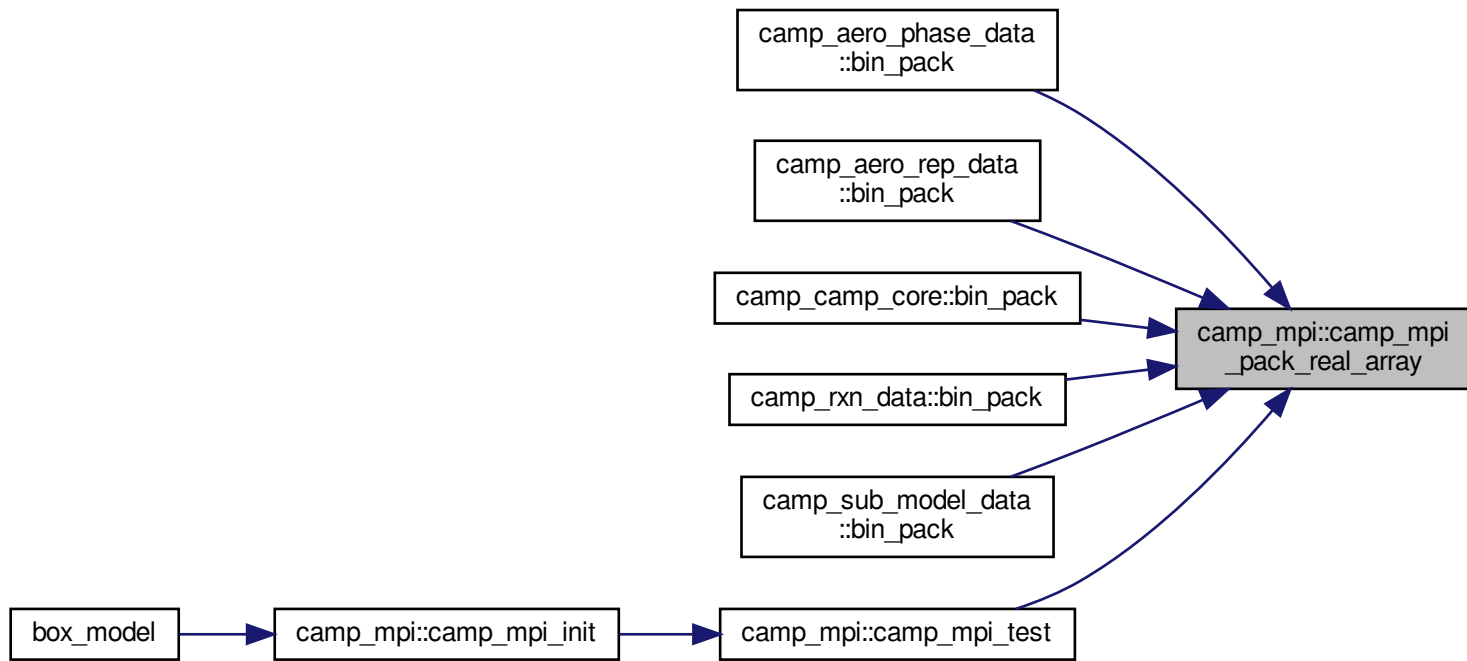 camp_aero_phase_data
::bin_pack
camp_aero_rep_data
::bin_pack
camp_camp_core::bin_pack
camp_mpi::camp_mpi
_pack_real_array
camp_rxn_data::bin_pack
camp_sub_model_data
::bin_pack
box_model
camp_mpi::camp_mpi_init
camp_mpi::camp_mpi_test